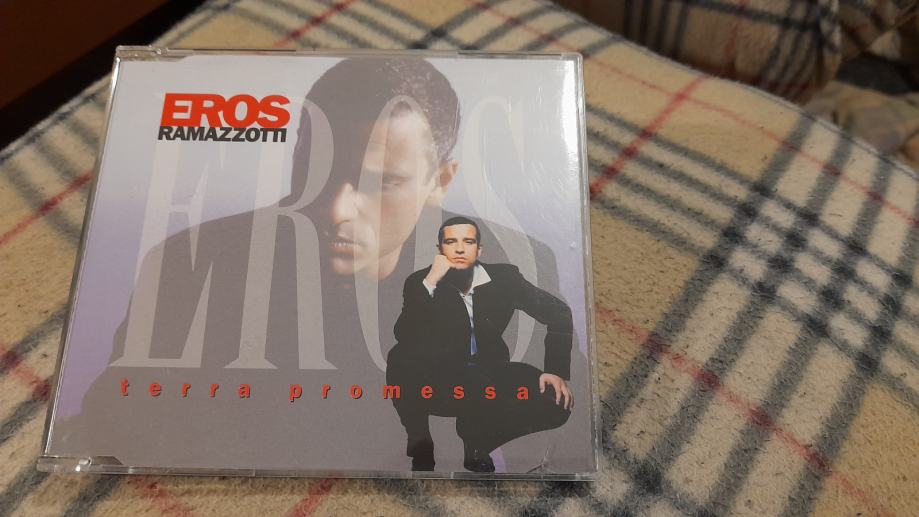 EROS
RAMAZZOTTI
EROS
terra promessa